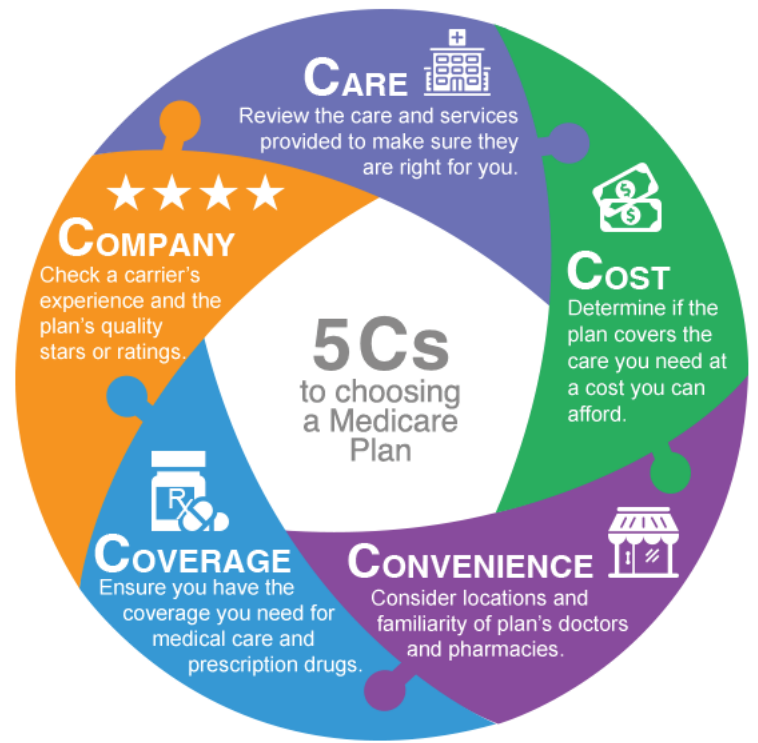 CARE
Review the care and services
provided to make sure they
are right for you.
COST
Determine if the
plan covers the
care you need at
a cost you can
afford.
CONVENIENCE
Consider locations and
familiarity of plan's doctors
and pharmacies.
Rx
COVERAGE
Ensure you have the
coverage you need for
medical care and
prescription drugs.
COMPANY
Check a carrier's
experience and the
plan's quality
stars or ratings.
5Cs
to choosing
a Medicare
Plan